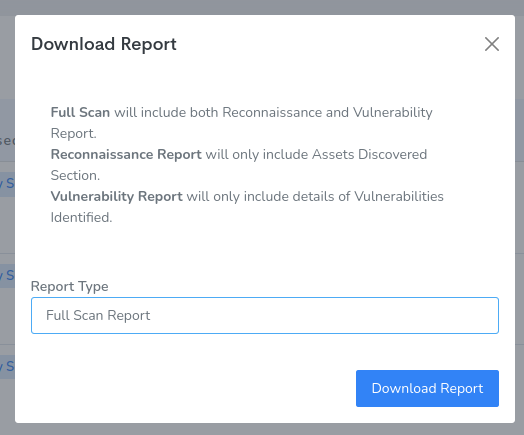 Download Report
Full Scan will include both Reconnaissance and Vulnerability
Report.
Reconnaissance Report will only include Assets Discovered
Section.
Vulnerability Report will only include details of Vulnerabilities
Identified.
Report Type
Full Scan Report
Download Report